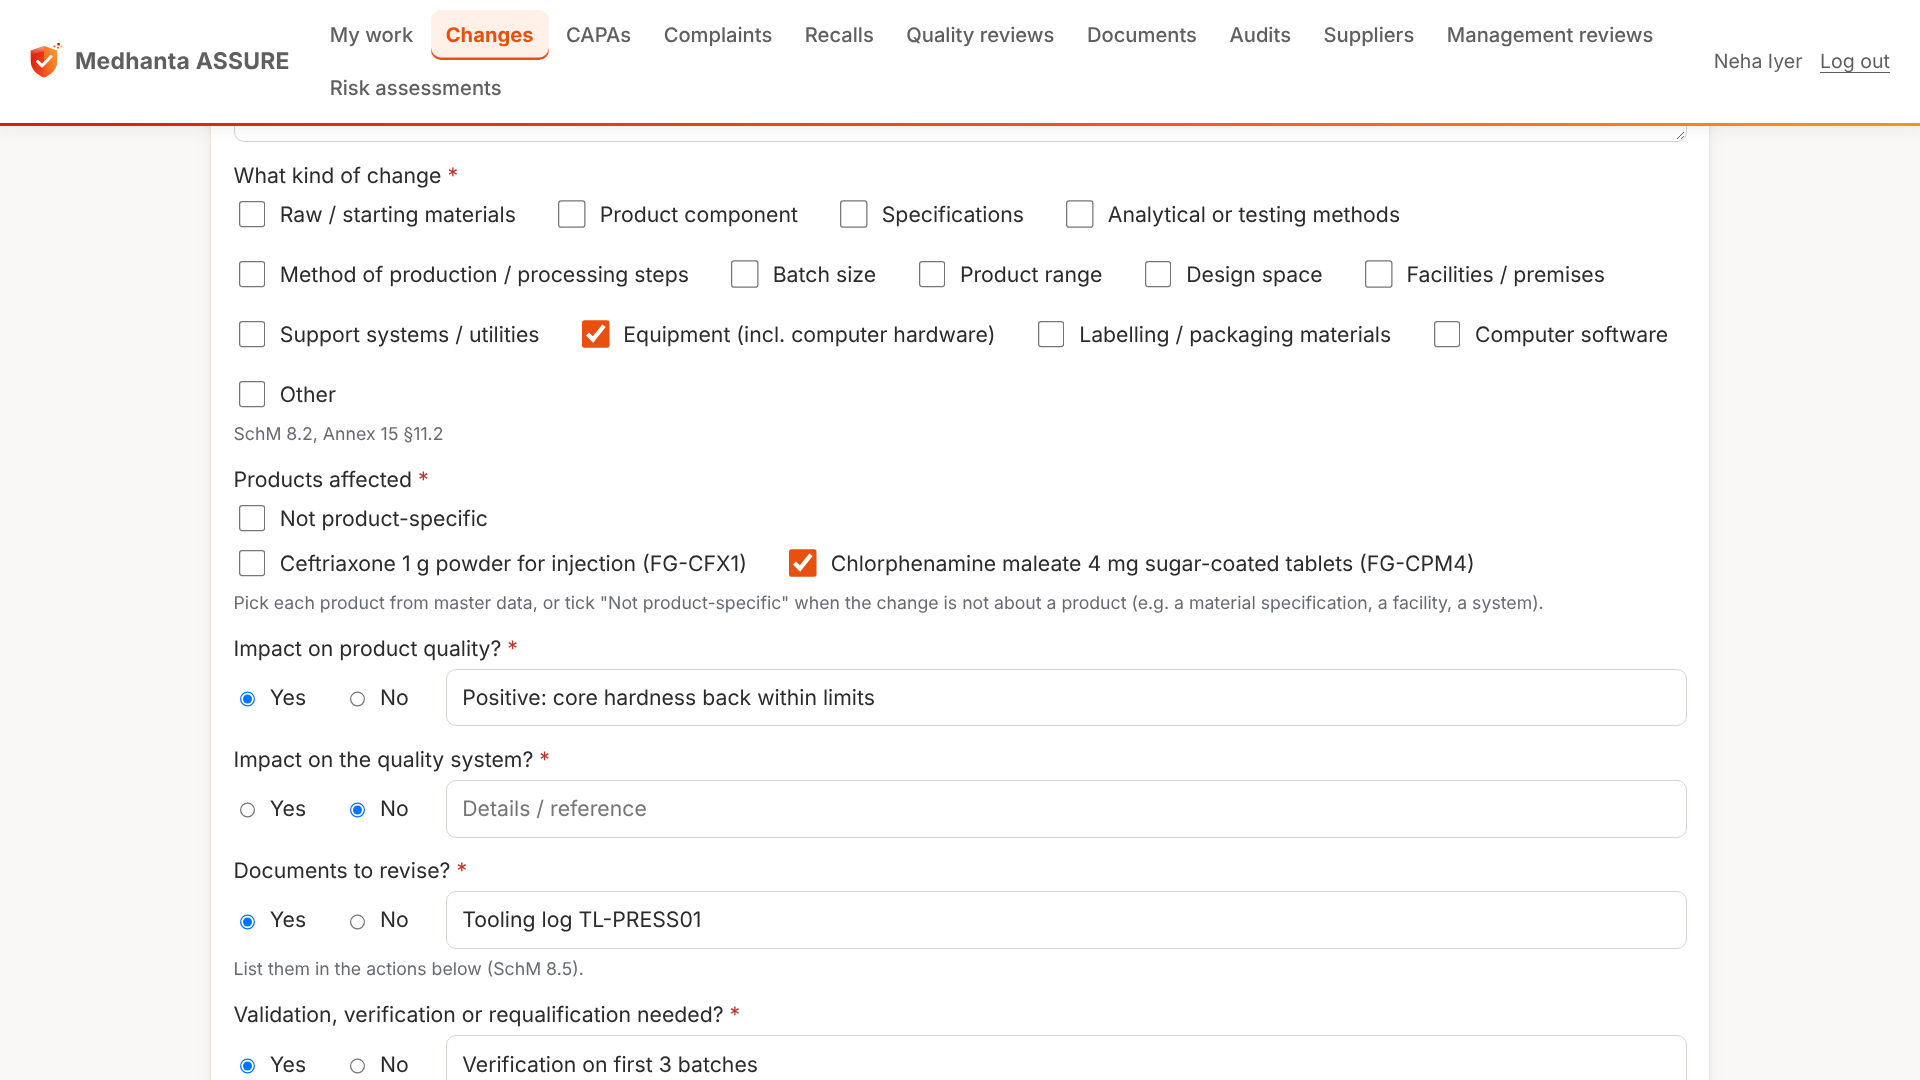 Medhanta ASSURE
My work Changes CAPAs Complaints Recalls Quality reviews Documents Audits Suppliers Management reviews
Risk assessments
Neha Iyer Log out
What kind of change *
Raw / starting materials Product component Specifications Analytical or testing methods
Method of production / processing steps Batch size Product range Design space Facilities / premises
Support systems / utilities Equipment (incl. computer hardware) Labelling / packaging materials Computer software
Other
SchM 8.2, Annex 15 §11.2
Products affected *
Not product-specific
Ceftriaxone 1 g powder for injection (FG-CFX1) Chlorphenamine maleate 4 mg sugar-coated tablets (FG-CPM4)
Pick each product from master data, or tick "Not product-specific" when the change is not about a product (e.g. a material specification, a facility, a system).
Impact on product quality? *
Yes No Positive: core hardness back within limits
Impact on the quality system? *
Yes No Details / reference
Documents to revise? *
Yes No Tooling log TL-PRESS01
List them in the actions below (SchM 8.5).
Validation, verification or requalification needed? *
Yes No Verification on first 3 batches